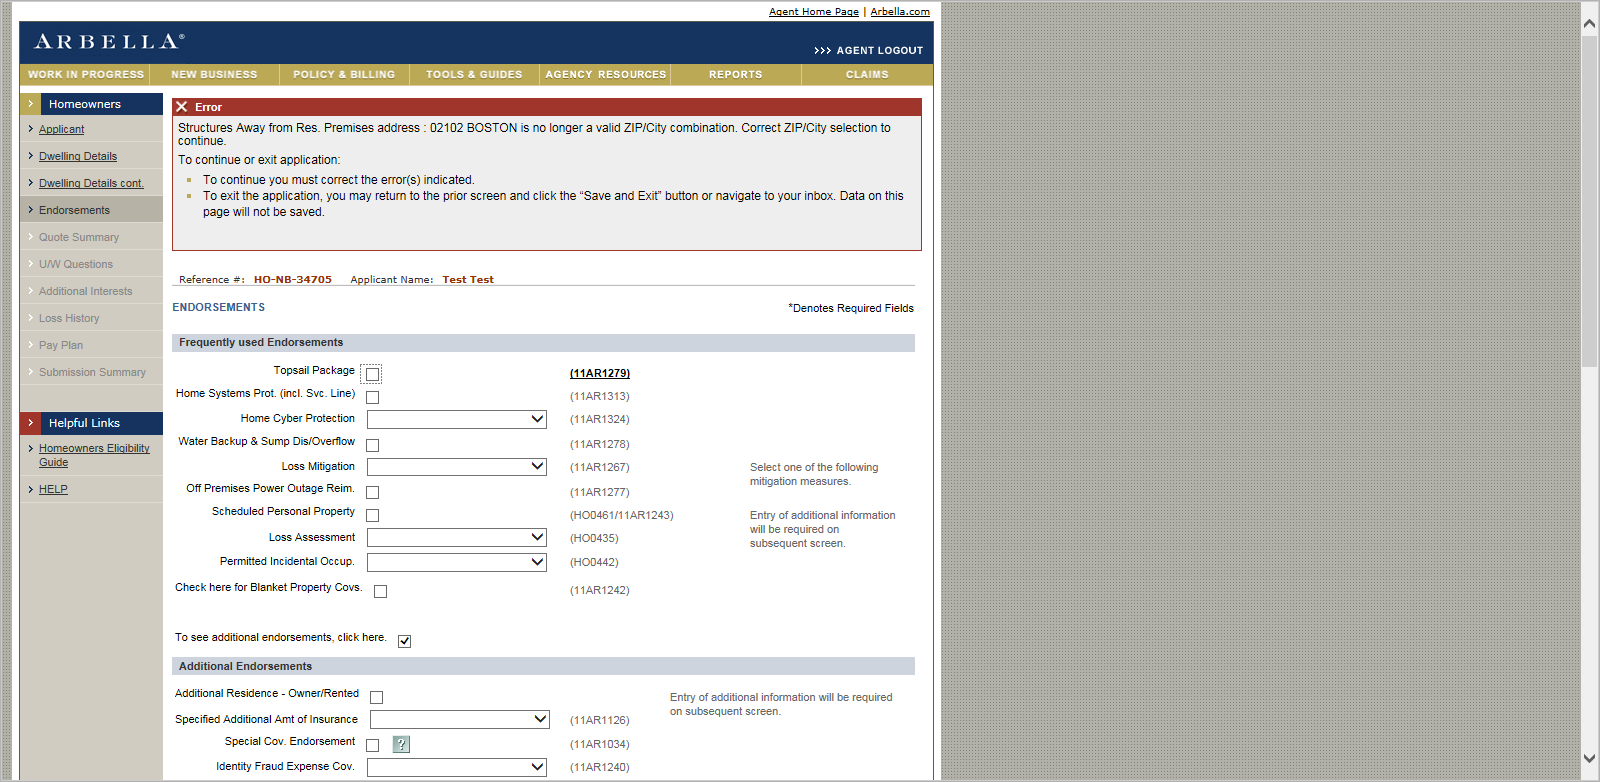 Agent Home Page | Arbella.com
ARBELLA®
>>> AGENT LOGOUT
WORK IN PROGRESS NEW BUSINESS POLICY & BILLING TOOLS & GUIDES AGENCY RESOURCES REPORTS CLAIMS
Homeowners
Applicant
Dwelling Details
Dwelling Details cont.
Endorsements
Quote Summary
U/W Questions
Additional Interests
Loss History
Pay Plan
Submission Summary
Helpful Links
Homeowners Eligibility
Guide
HELP
Error
Structures Away from Res. Premises address : 02102 BOSTON is no longer a valid ZIP/City combination. Correct ZIP/City selection to
continue.
To continue or exit application:
To continue you must correct the error(s) indicated.
To exit the application, you may return to the prior screen and click the “Save and Exit” button or navigate to your inbox. Data on this
page will not be saved.
Reference #: HO-NB-34705 Applicant Name: Test Test
ENDORSEMENTS *Denotes Required Fields
Frequently used Endorsements
Topsail Package (11AR1279)
Home Systems Prot. (incl. Svc. Line) (11AR1313)
Home Cyber Protection (11AR1324)
Water Backup & Sump Dis/Overflow (11AR1278)
Loss Mitigation (11AR1267) Select one of the following
mitigation measures.
Off Premises Power Outage Reim. (11AR1277)
Scheduled Personal Property (HO0461/11AR1243) Entry of additional information
will be required on
subsequent screen.
Loss Assessment (HO0435)
Permitted Incidental Occup. (HO0442)
Check here for Blanket Property Covs. (11AR1242)
To see additional endorsements, click here.
Additional Endorsements
Additional Residence - Owner/Rented Entry of additional information will be required
on subsequent screen.
Specified Additional Amt of Insurance (11AR1126)
Special Cov. Endorsement ? (11AR1034)
Identity Fraud Expense Cov. (11AR1240)